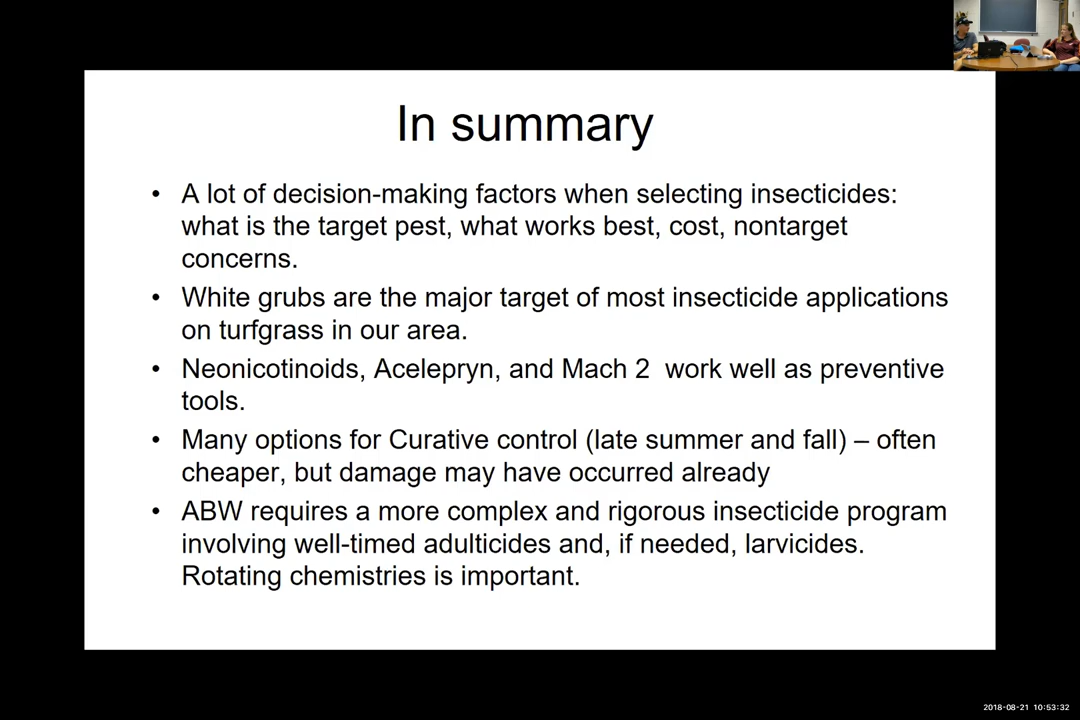 In summary
• A lot of decision-making factors when selecting insecticides:
what is the target pest, what works best, cost, nontarget
concerns.
• White grubs are the major target of most insecticide applications
on turfgrass in our area.
• Neonicotinoids, Acelepryn, and Mach 2  work well as preventive
tools.
• Many options for Curative control (late summer and fall) – often
cheaper, but damage may have occurred already
• ABW requires a more complex and rigorous insecticide program
involving well-timed adulticides and, if needed, larvicides.
Rotating chemistries is important.
2018-08-21 10:53:32